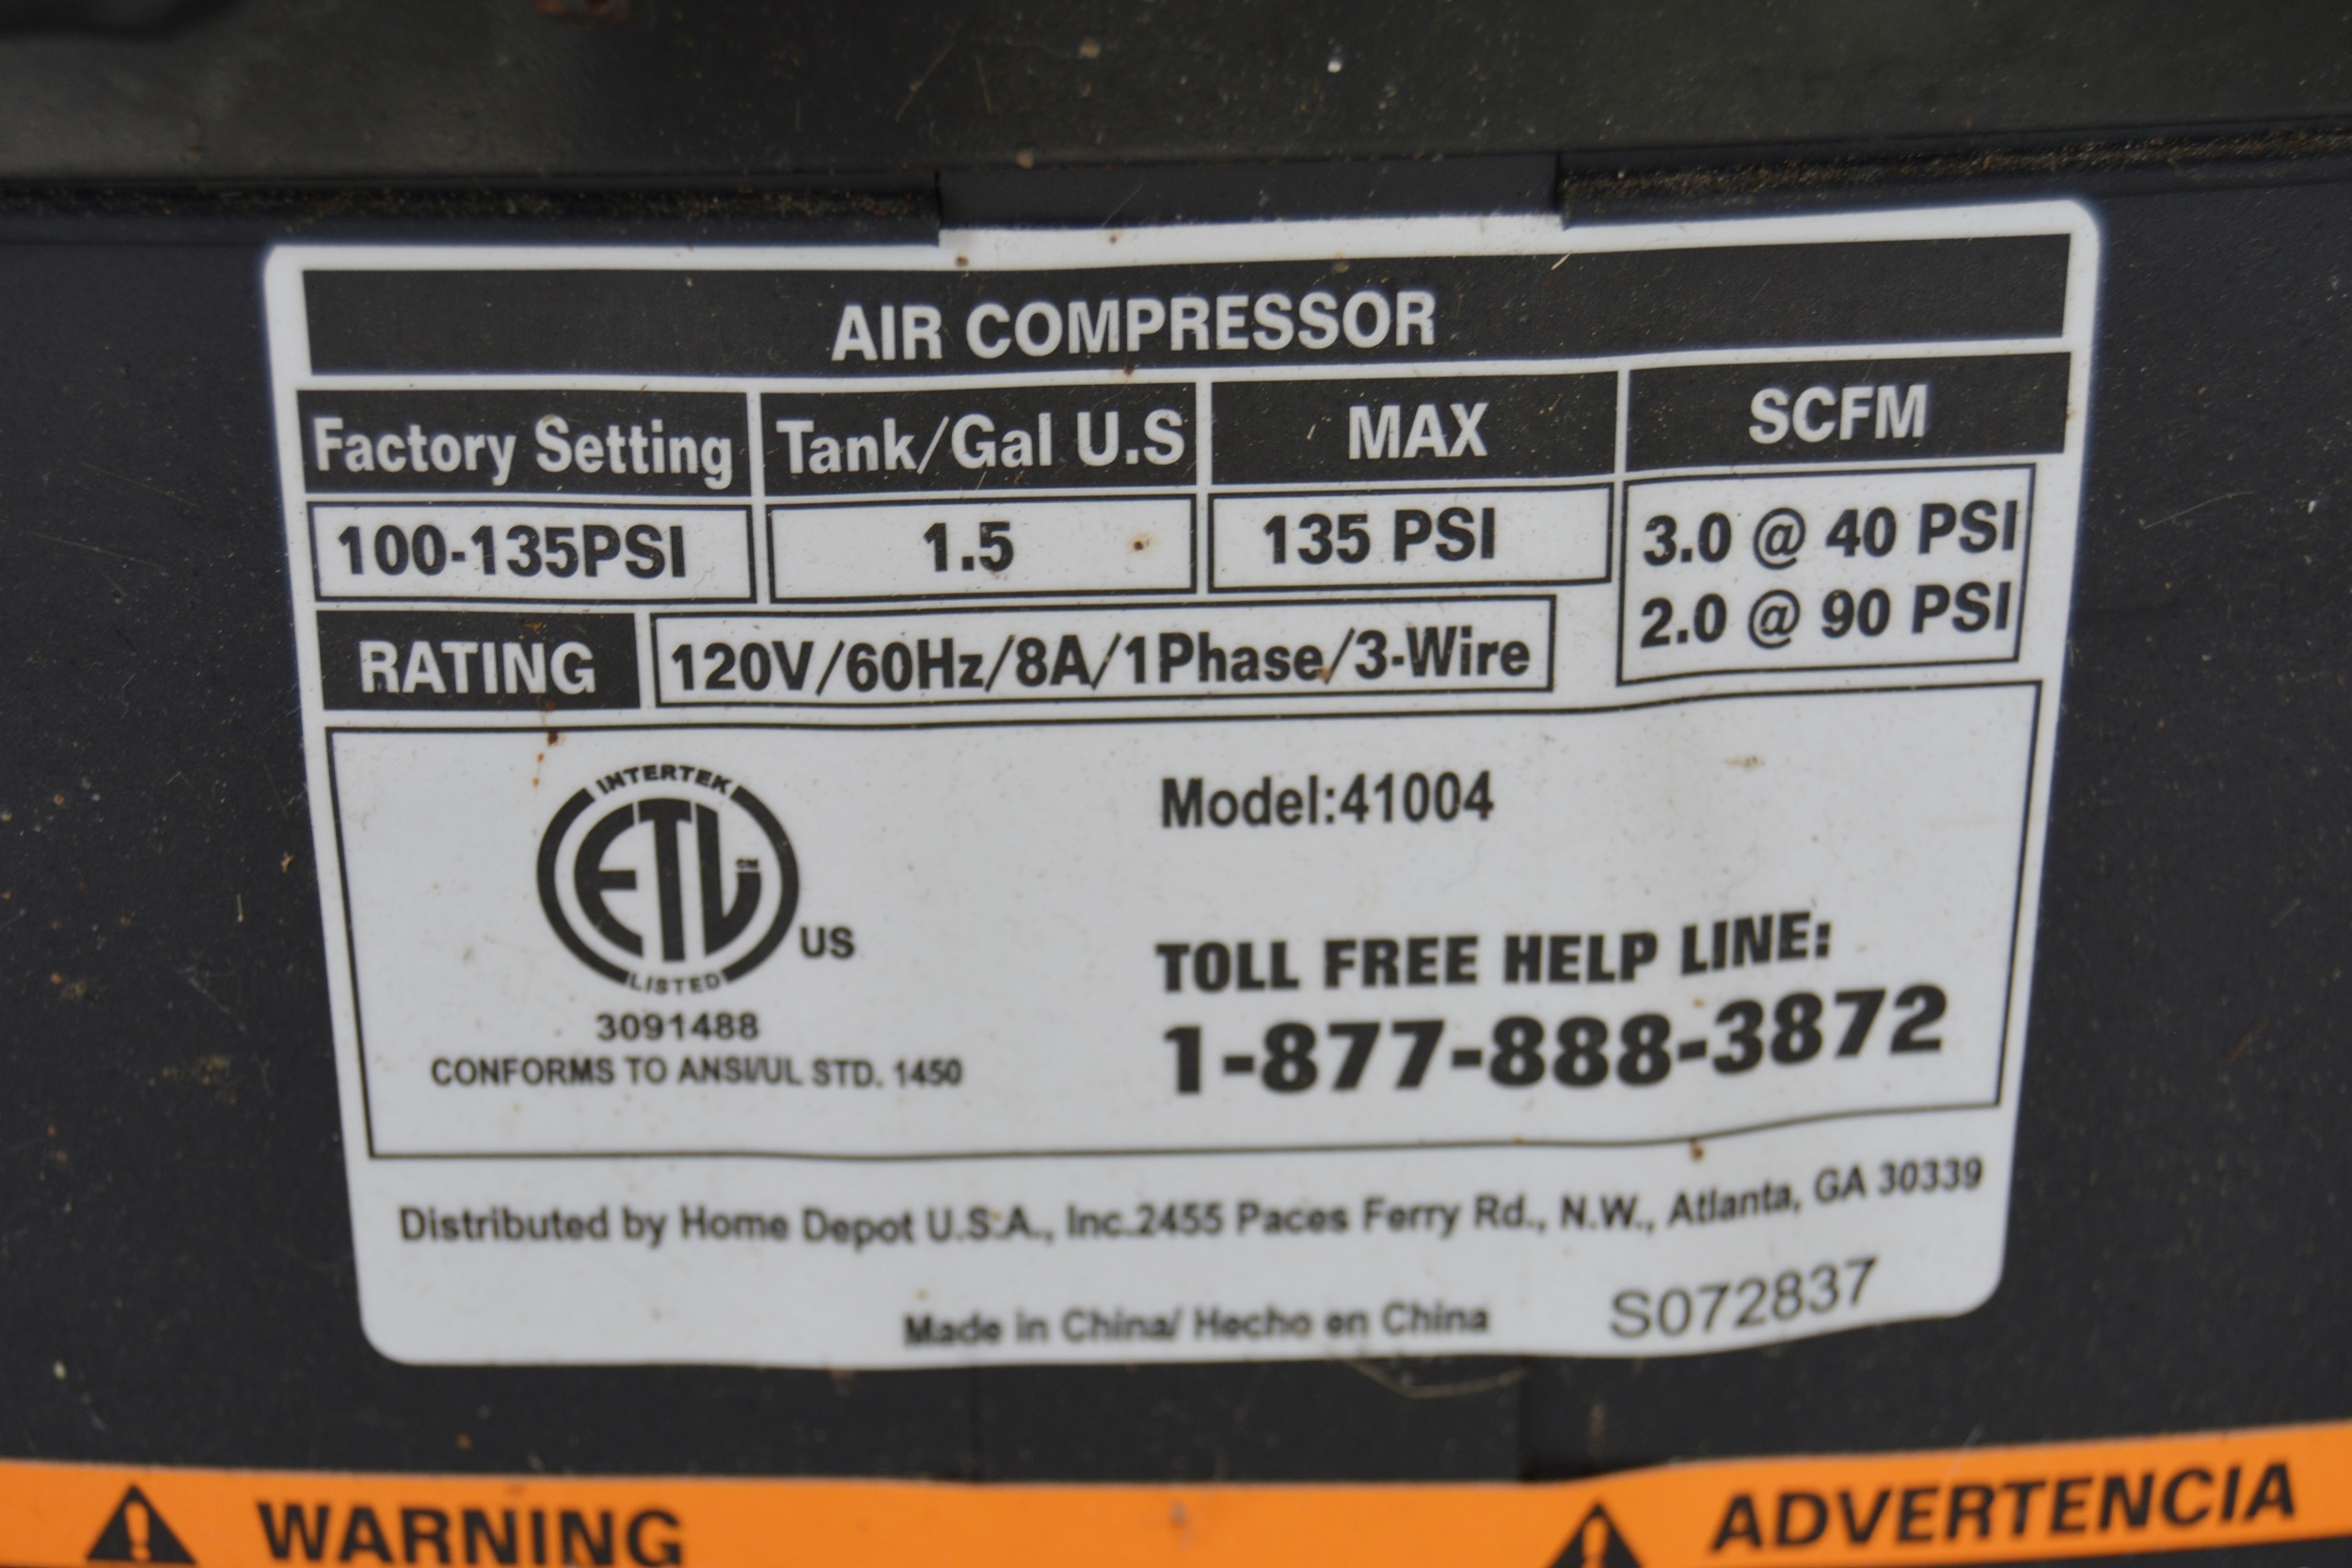 AIR COMPRESSOR
Factory Setting Tank/Gal U.S MAX SCFM
100-135PSI 1.5 135 PSI 3.0 @ 40 PSI
2.0 @ 90 PSI
RATING 120V/60Hz/8A/1Phase/3-Wire
INTERTEK
ETL CM
US
LISTED
3091488
CONFORMS TO ANSI/UL STD. 1450
Model:41004
TOLL FREE HELP LINE:
1-877-888-3872
Distributed by Home Depot U.S.A., Inc.2455 Paces Ferry Rd., N.W., Atlanta, GA 30339
Made in China/ Hecho en China S072837
WARNING ADVERTENCIA